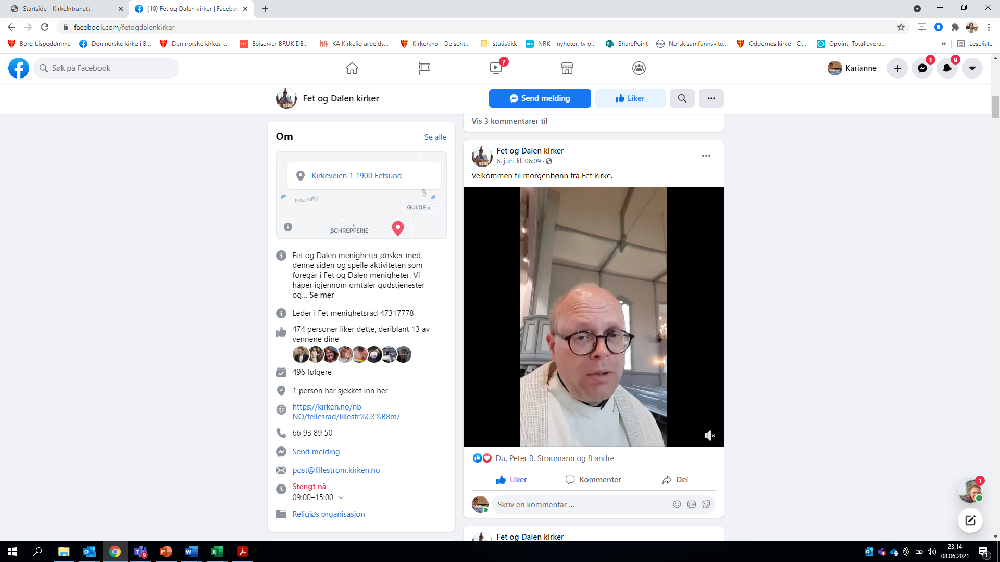 Startside - KirkeIntranett
(10) Fet og Dalen kirker | Facebo
facebook.com/fetogdalenkirker
Borg bispedømme
Den norske kirke i B...
Den norske kirkes i...
Episerver BRUK DE...
KA Kirkelig arbeids...
Kirken.no - De sent...
statistikk
NRK – nyheter, tv o...
SharePoint
Norsk samfunnsvite...
Oddernes kirke - O...
Opoint Totallevera...
»
Leseliste
Søk på Facebook
7
Karianne
1
9
Fet og Dalen kirker
Send melding
Liker
Om
Se alle
Kirkeveien 1 1900 Fetsund
Frauenhof
GULDE
SCHREPPERIE
Fet og Dalen menigheter ønsker med
denne siden og speile aktiviteten som
foregår i Fet og Dalen menigheter. Vi
håper igjennom omtaler gudstjenester
og... Se mer
Leder i Fet menighetsråd 47317778
474 personer liker dette, deriblant 13 av
vennene dine
496 følgere
1 person har sjekket inn her
https://kirken.no/nb-
NO/fellesrad/lillestr%C3%B8m/
66 93 89 50
Send melding
post@lillestrom.kirken.no
Stengt nå
09:00–15:00
Religiøs organisasjon
Vis 3 kommentarer til
Fet og Dalen kirker
6. juni kl. 06:09 ·
Velkommen til morgenbønn fra Fet kirke.
Du, Peter B. Straumann og 8 andre
Liker
Kommenter
Del
Skriv en kommentar ...
GIF
Fet og Dalen kirker
1
9
23.14
08.06.2021
1